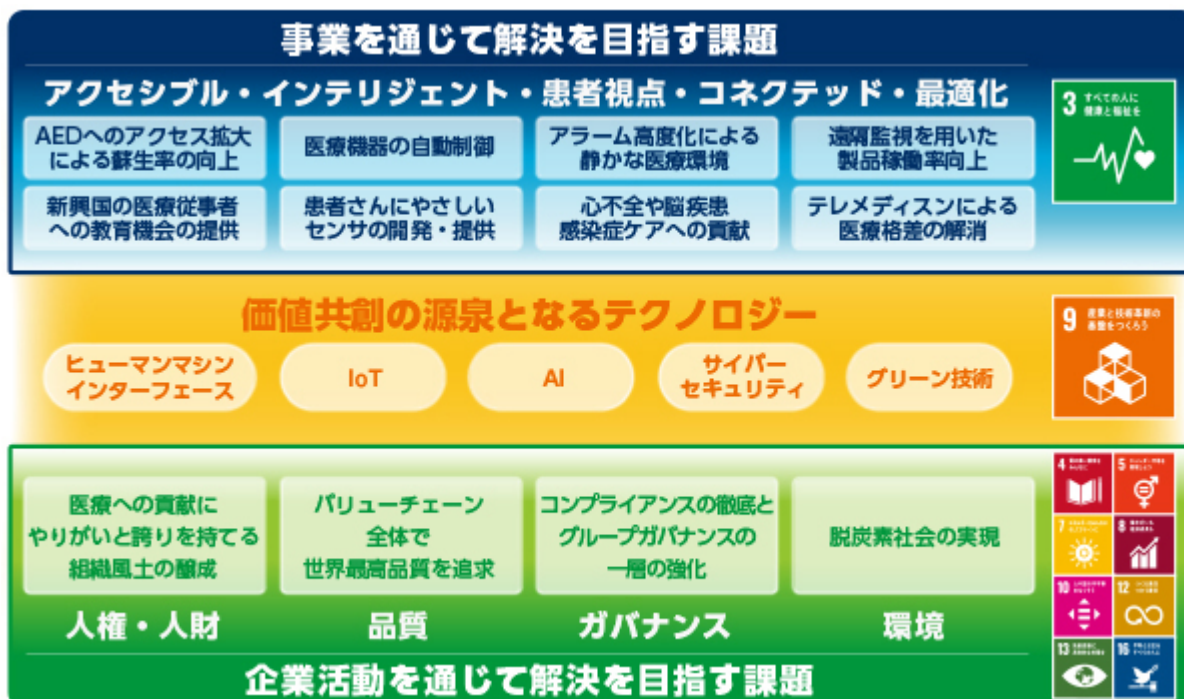 事業を通じて解決を目指す課題
アクセシブル・インテリジェント・患者視点・コネクテッド・最適化
AEDへのアクセス拡大
による蘇生率の向上
医療機器の自動制御
アラーム高度化による
静かな医療環境
遠隔監視を用いた
製品稼働率向上
新興国の医療従事者
への教育機会の提供
患者さんにやさしい
センサの開発・提供
心不全や脳疾患
感染症ケアへの貢献
テレメディスンによる
医療格差の解消
3 すべての人に
健康と福祉を
価値共創の源泉となるテクノロジー
ヒューマンマシン
インターフェース
IoT
AI
サイバー
セキュリティ
グリーン技術
9 産業と技術革新の
基盤をつくろう
医療への貢献に
やりがいと誇りを持てる
組織風土の醸成
バリューチェーン
全体で
世界最高品質を追求
コンプライアンスの徹底と
グループガバナンスの
一層の強化
脱炭素社会の実現
人権・人財
品質
ガバナンス
環境
企業活動を通じて解決を目指す課題
4
5
7
8
10
12
13
16